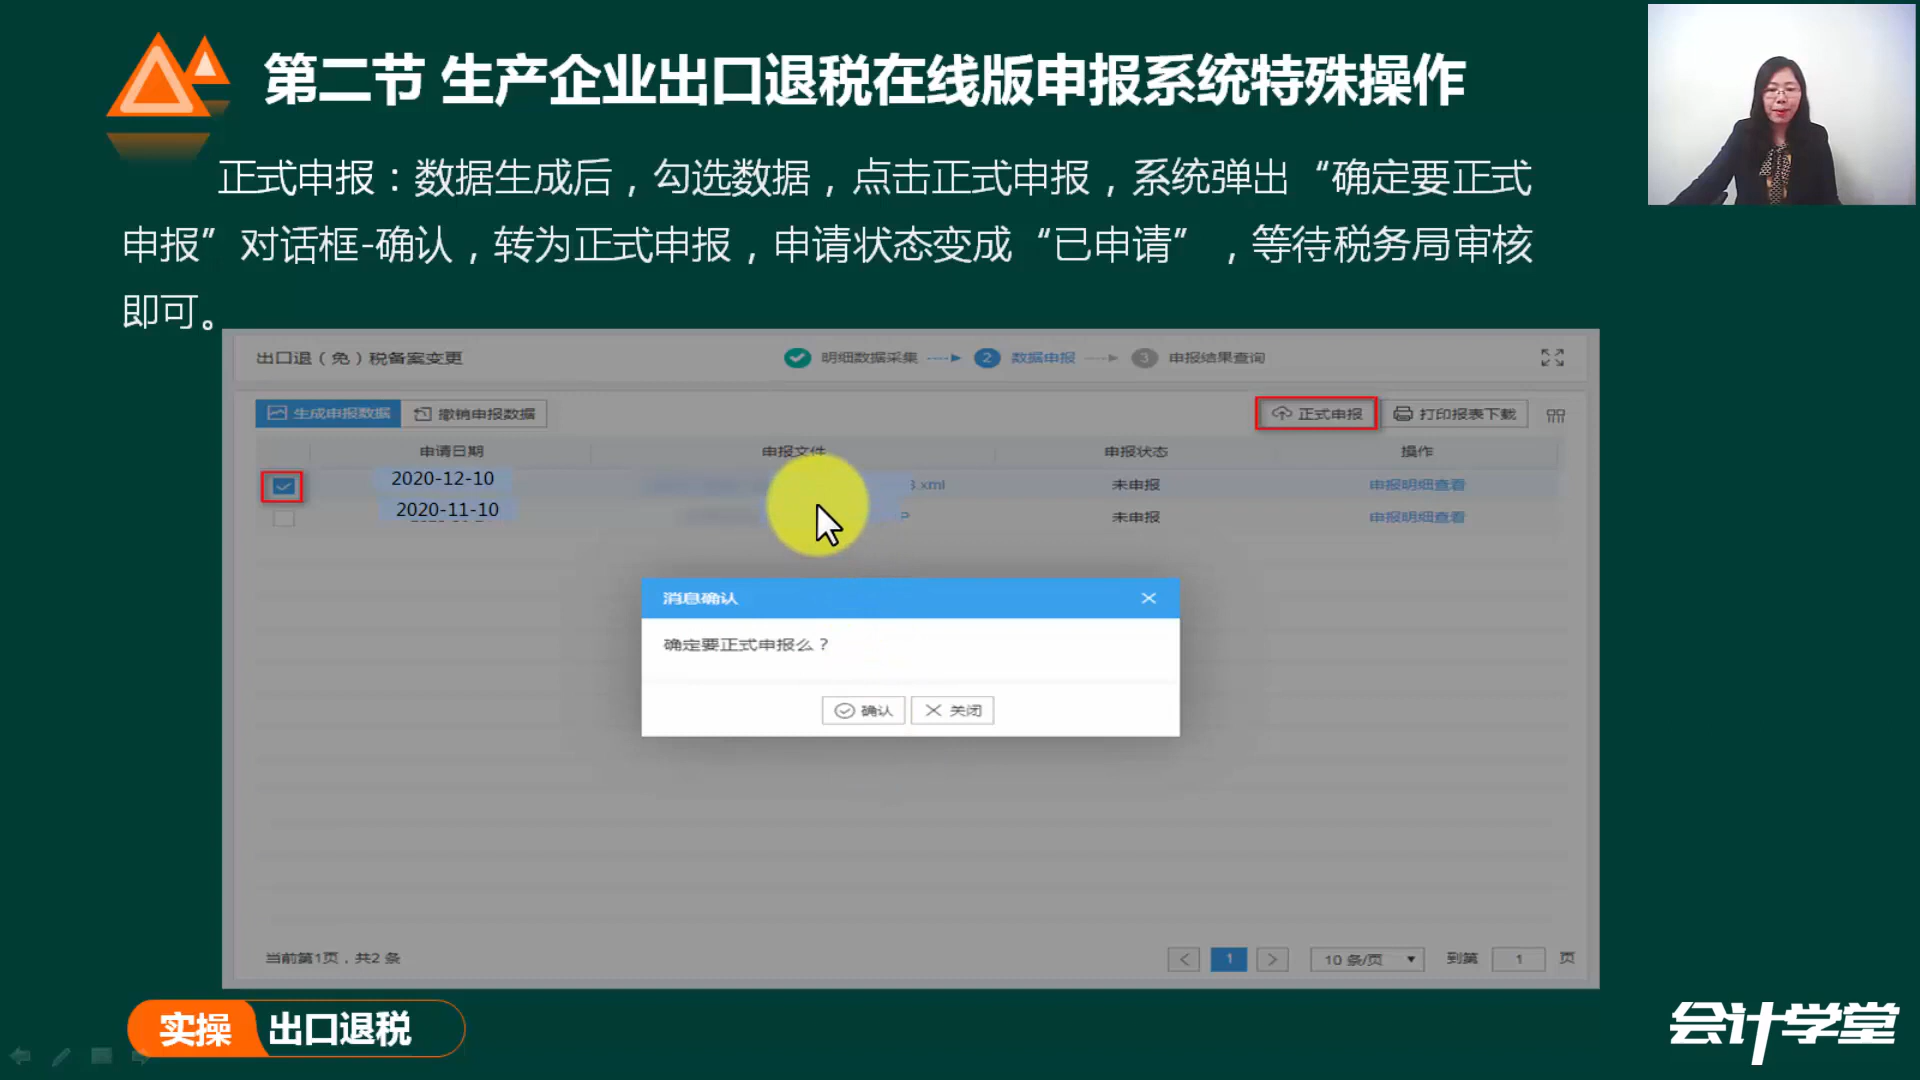 第二节 生产企业出口退税在线版申报系统特殊操作
正式申报：数据生成后，勾选数据，点击正式申报，系统弹出“确定要正式
申报”对话框-确认，转为正式申报，申请状态变成“已申请”，等待税务局审核
即可。
出口退（免）税备案变更
明细数据采集 2 数据申报 3 申报结果查询
生成申报数据 撤销申报数据 正式申报 打印报表下载
申请日期 申报文件 申报状态 操作
2020-12-10 .xml 未申报 申报明细查看
2020-11-10 未申报 申报明细查看
消息确认
确定要正式申报么？
确认 关闭
当前第1页，共2 条 < 1 > 10 条/页 到第 1 页
实操 出口退税
会计学堂